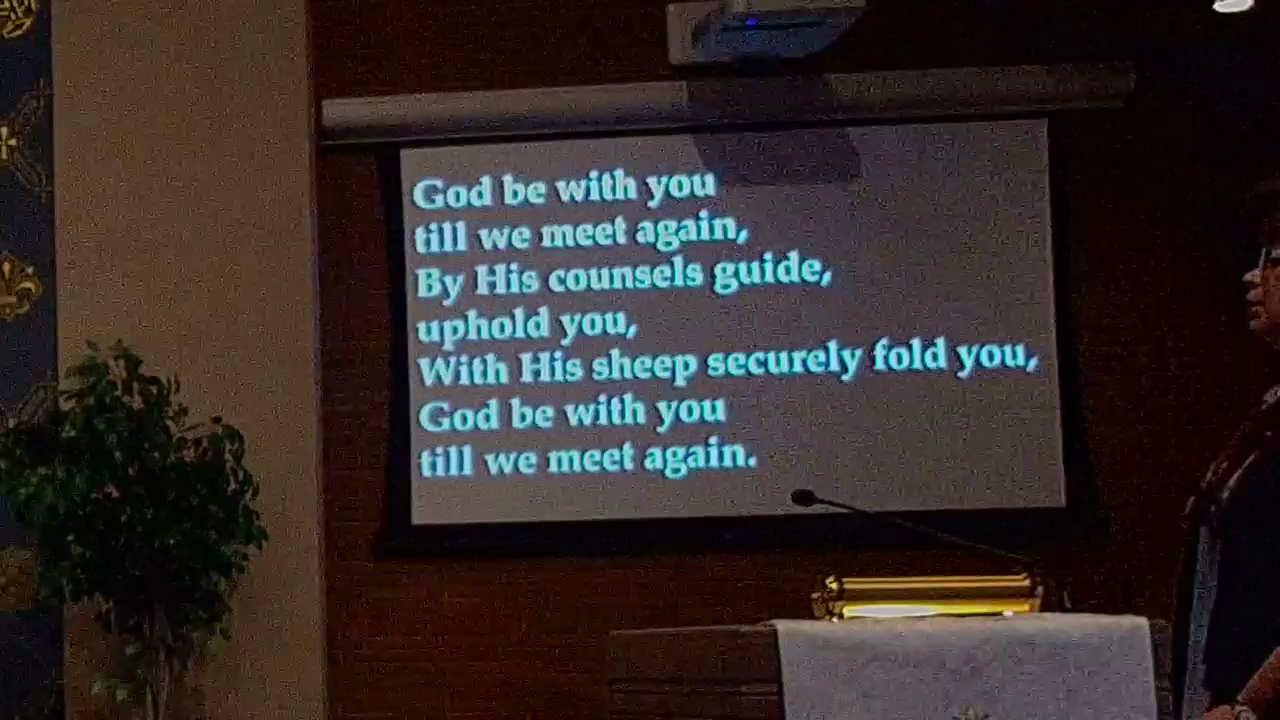 God be with you
till we meet again,
By His counsels guide,
uphold you,
With His sheep securely fold you,
God be with you
till we meet again.